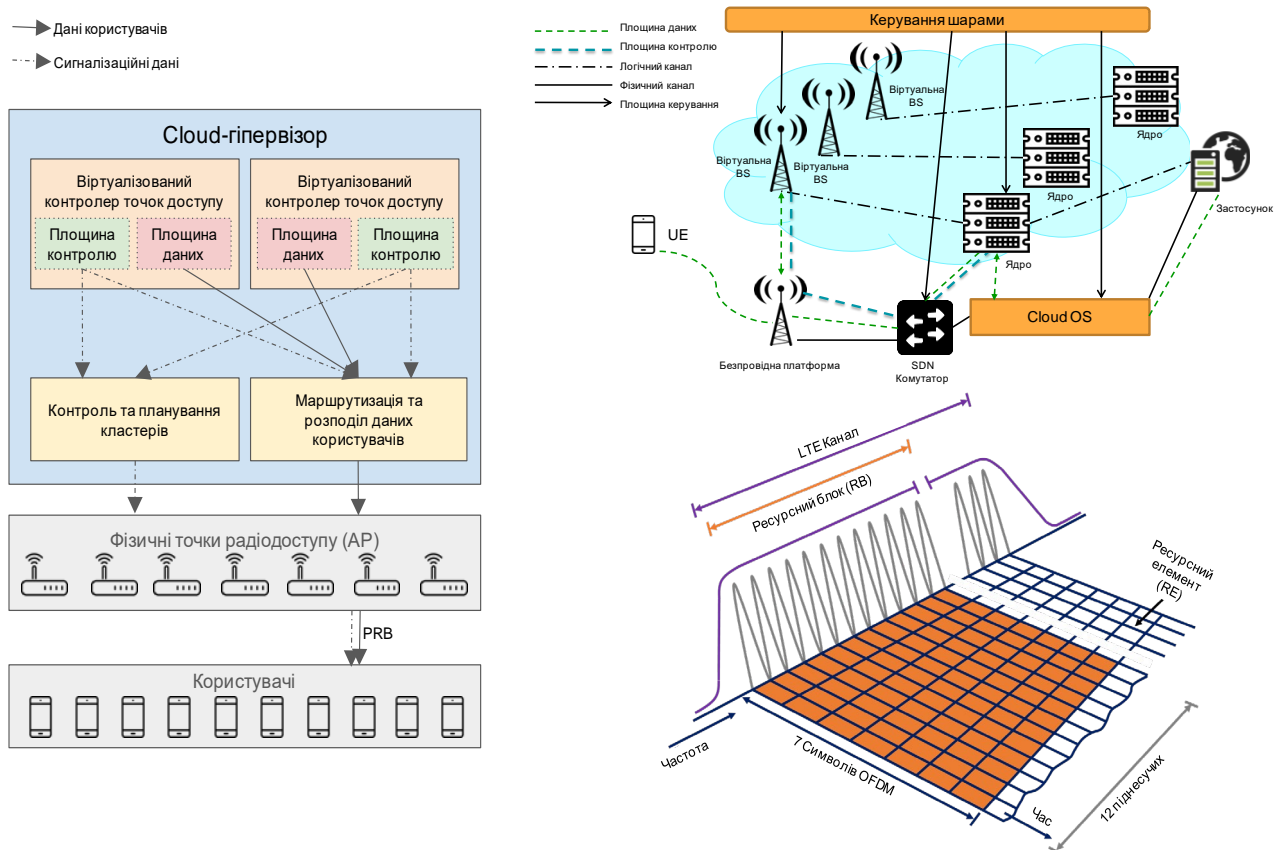 Дані користувачів
Сигналізаційні дані
Cloud-гіпервізор
Віртуалізований
контролер точок доступу
Площина
контролю
Площина
даних
Віртуалізований
контролер точок доступу
Площина
даних
Площина
контролю
Контроль та планування
кластерів
Маршрутизація та
розподіл даних
користувачів
Фізичні точки радіодоступу (AP)
PRB
Користувачі
Площина даних
Площина контролю
Логічний канал
Фізичний канал
Площина керування
Керування шарами
Віртуальна
BS
Віртуальна
BS
Віртуальна
BS
Ядро
Ядро
Ядро
Застосунок
UE
Безпровідна платформа
SDN
Комутатор
Cloud OS
LTE Канал
Ресурсний блок (RB)
Ресурсний
елемент
(RE)
Частота
7 Символів OFDM
Час
12 піднесучих